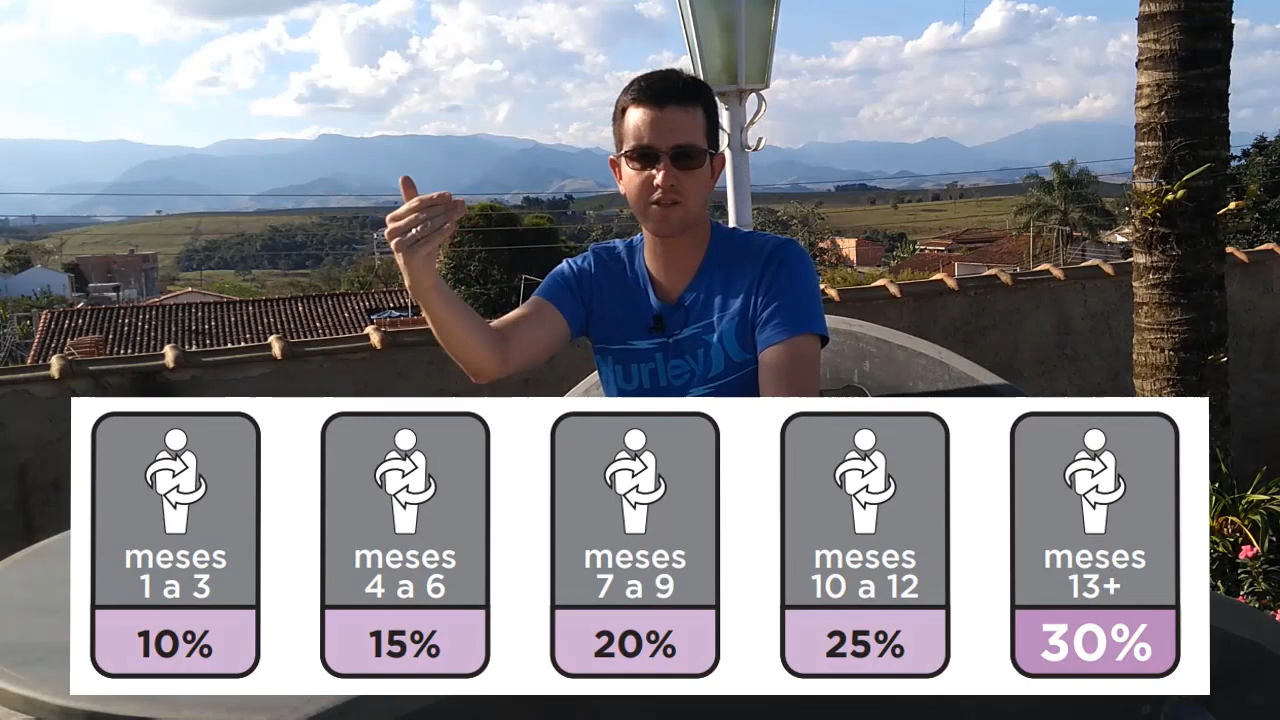 Hurley
meses
1 a 3
10%
meses
4 a 6
15%
meses
7 a 9
20%
meses
10 a 12
25%
meses
13+
30%